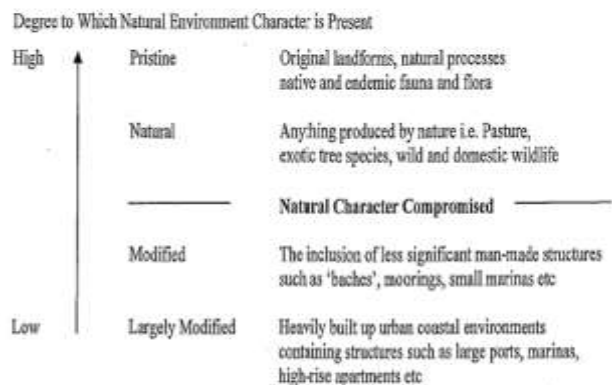 Degree to Which Natural Environment Character is Present
High Pristine Original landforms, natural processes
native and endemic fauna and flora
Natural Anything produced by nature i.e. Pasture,
exotic tree species, wild and domestic wildlife
Natural Character Compromised
Modified The inclusion of less significant man-made structures
such as 'baches', moorings, small marinas etc
Low Largely Modified Heavily built up urban coastal environments
containing structures such as large ports, marinas,
high-rise apartments etc